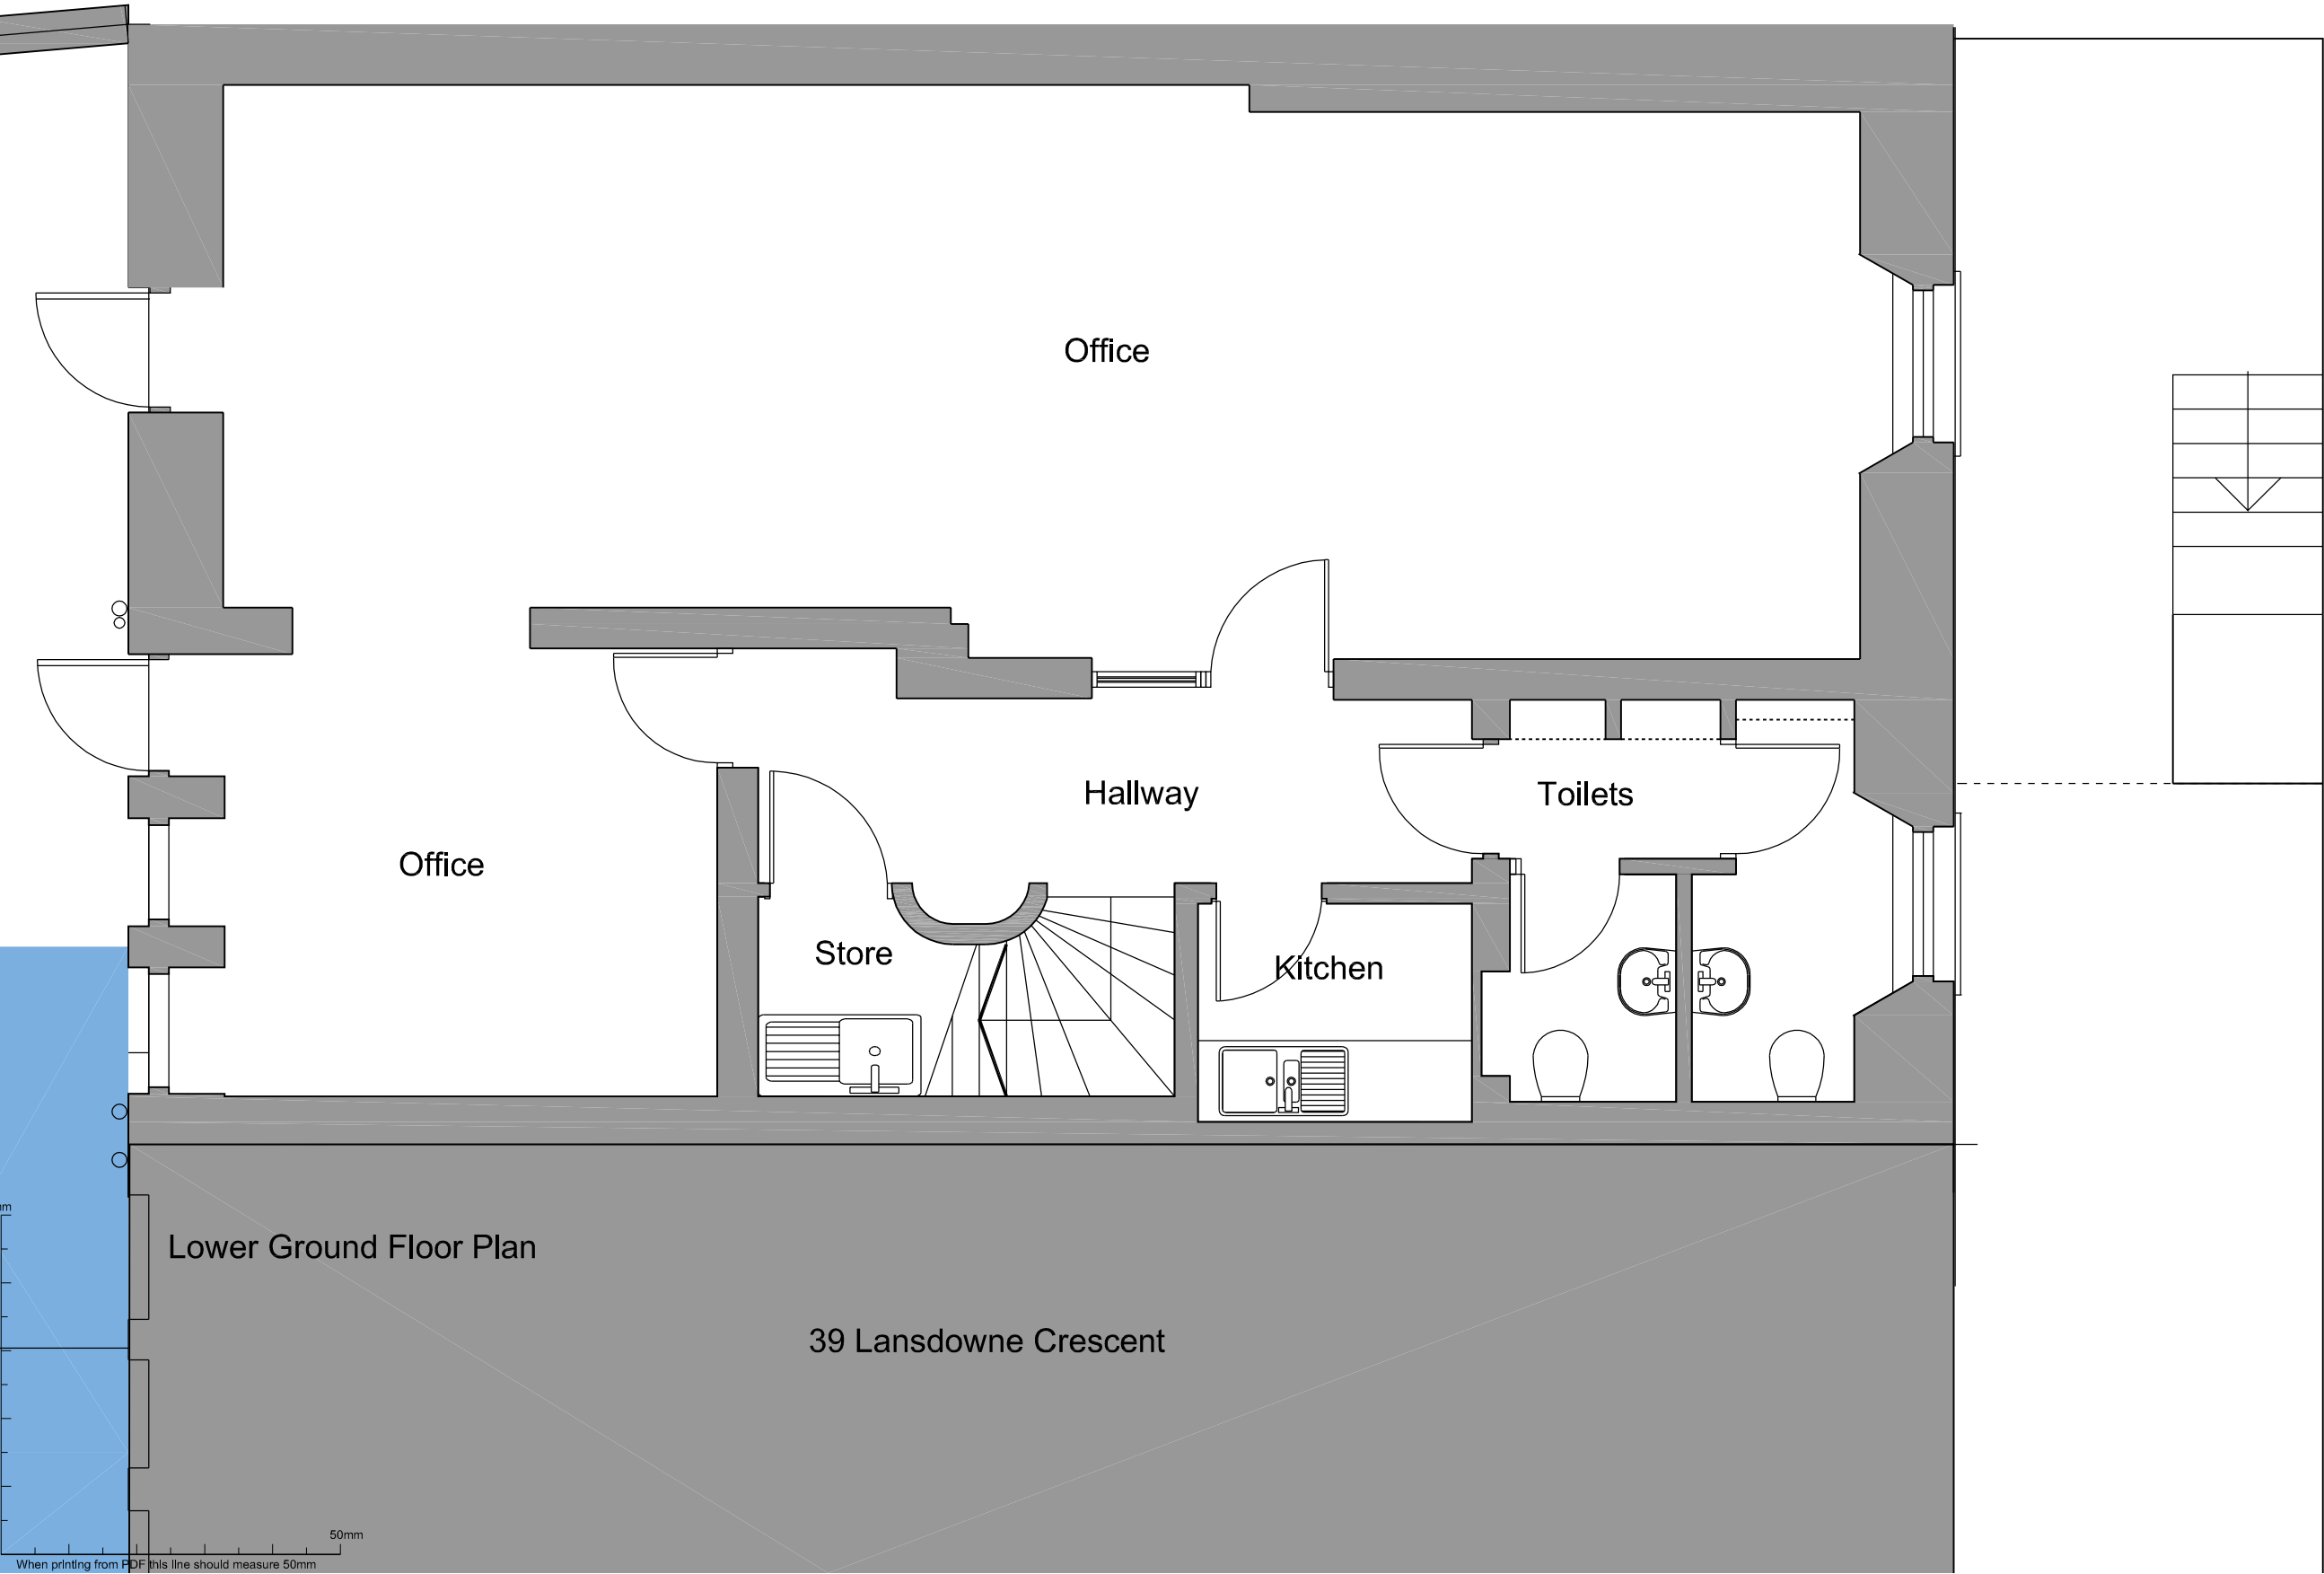 Office
Hallway
Toilets
Office
Store
Kitchen
Lower Ground Floor Plan
39 Lansdowne Crescent
50mm
When printing from PDF this line should measure 50mm